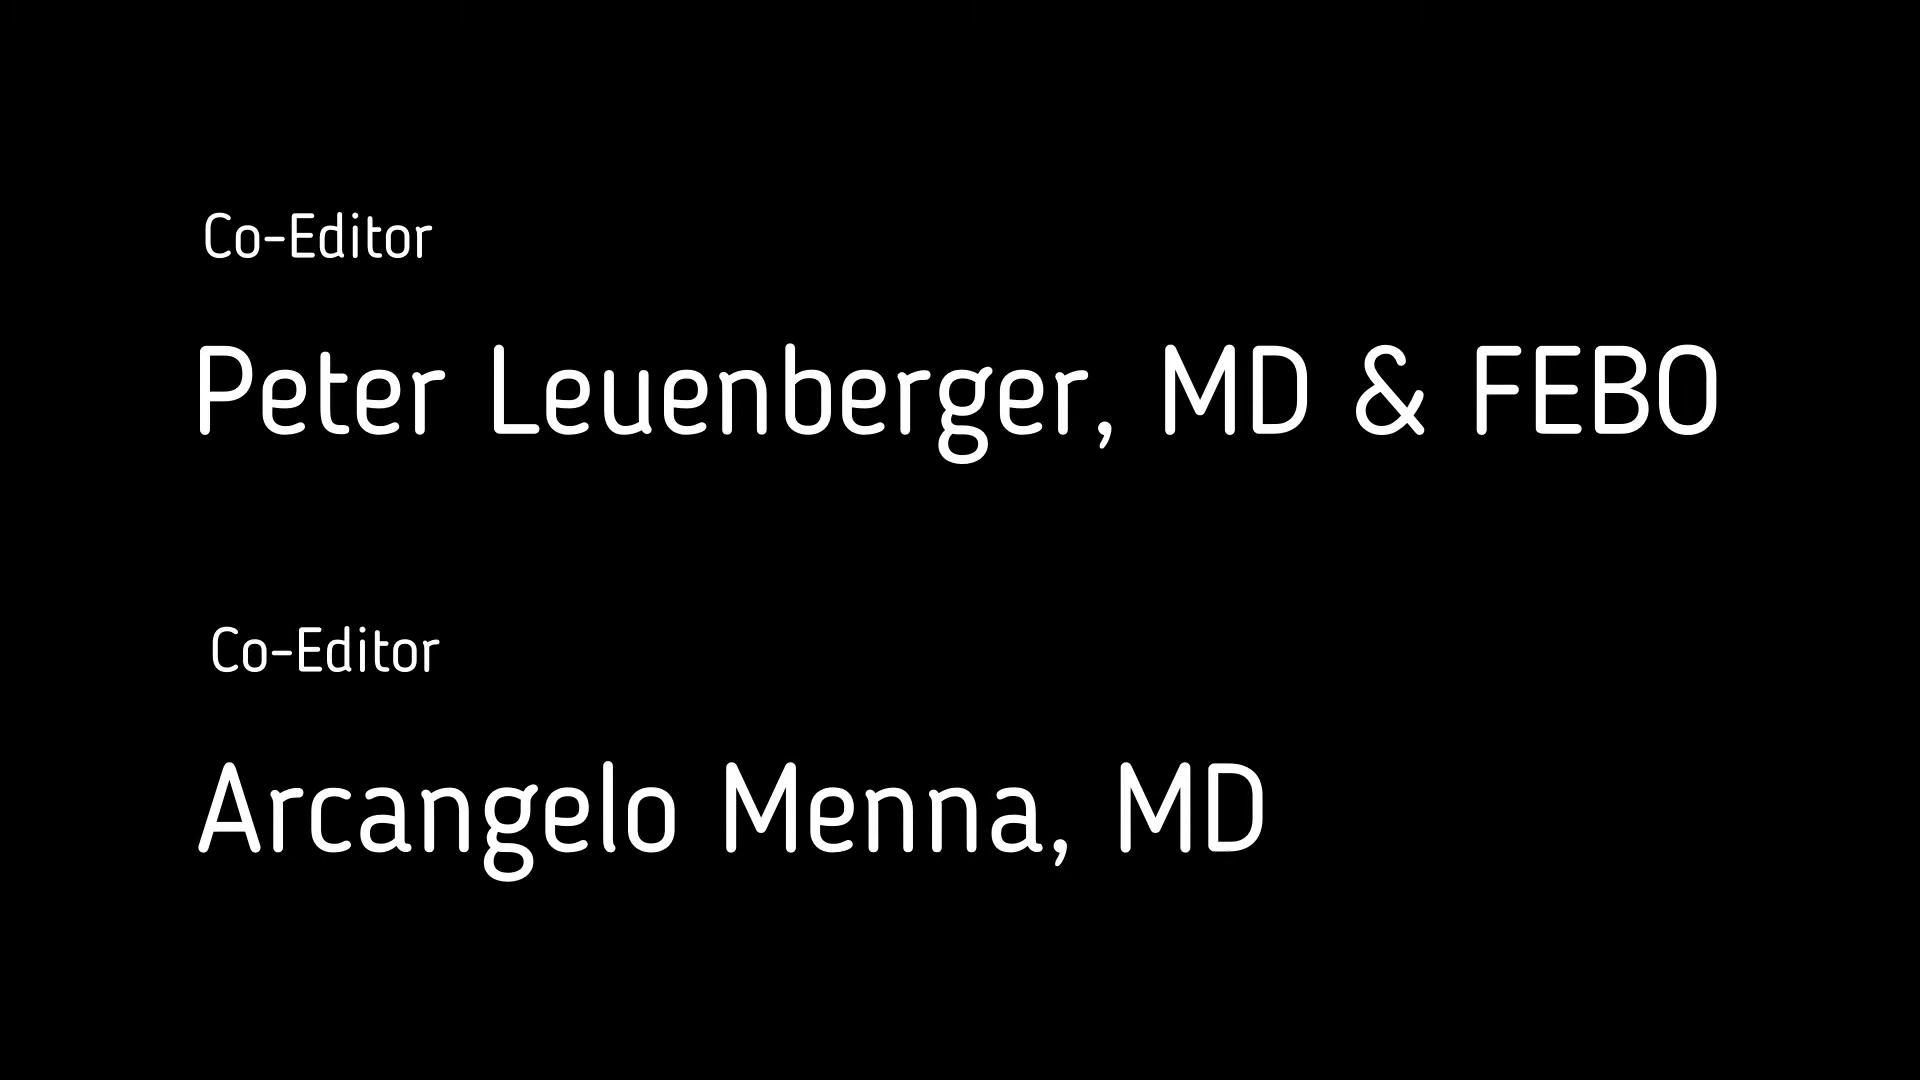 Co-Editor
Peter Leuenberger, MD & FEBO
Co-Editor
Arcangelo Menna, MD